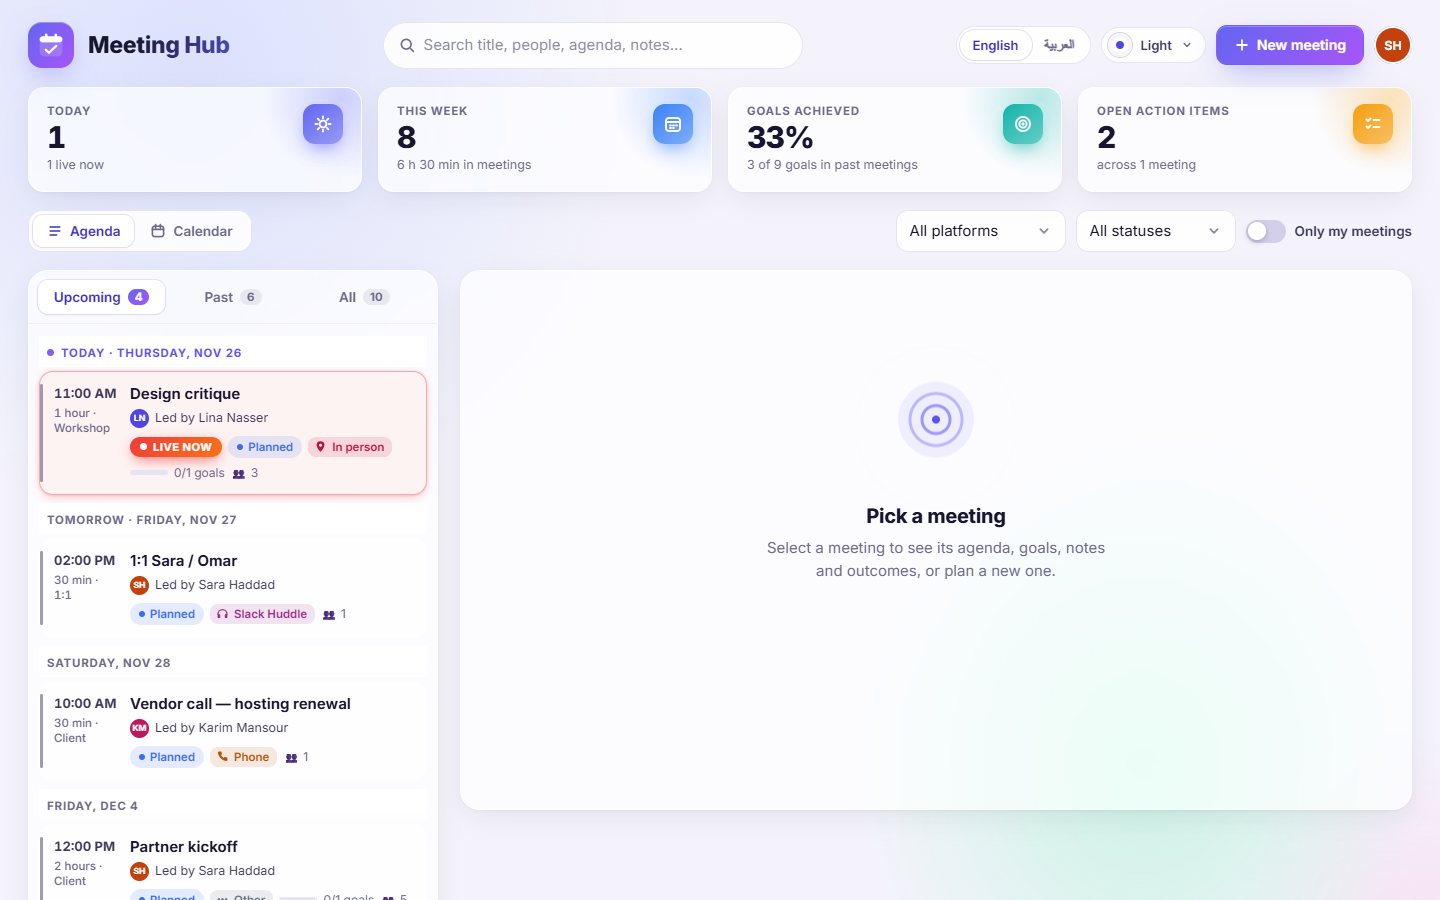 Meeting Hub
Search title, people, agenda, notes...
English
العربية
Light
New meeting
SH
TODAY
1
1 live now
THIS WEEK
8
6 h 30 min in meetings
GOALS ACHIEVED
33%
3 of 9 goals in past meetings
OPEN ACTION ITEMS
2
across 1 meeting
Agenda
Calendar
All platforms
All statuses
Only my meetings
Upcoming 4
Past 6
All 10
TODAY · THURSDAY, NOV 26
11:00 AM
1 hour ·
Workshop
Design critique
LN Led by Lina Nasser
LIVE NOW
Planned
In person
0/1 goals
3
TOMORROW · FRIDAY, NOV 27
02:00 PM
30 min ·
1:1
1:1 Sara / Omar
SH Led by Sara Haddad
Planned
Slack Huddle
1
SATURDAY, NOV 28
10:00 AM
30 min ·
Client
Vendor call — hosting renewal
KM Led by Karim Mansour
Planned
Phone
1
FRIDAY, DEC 4
12:00 PM
2 hours ·
Client
Partner kickoff
SH Led by Sara Haddad
Planned
Other
0/1 goals
5
Pick a meeting
Select a meeting to see its agenda, goals, notes
and outcomes, or plan a new one.